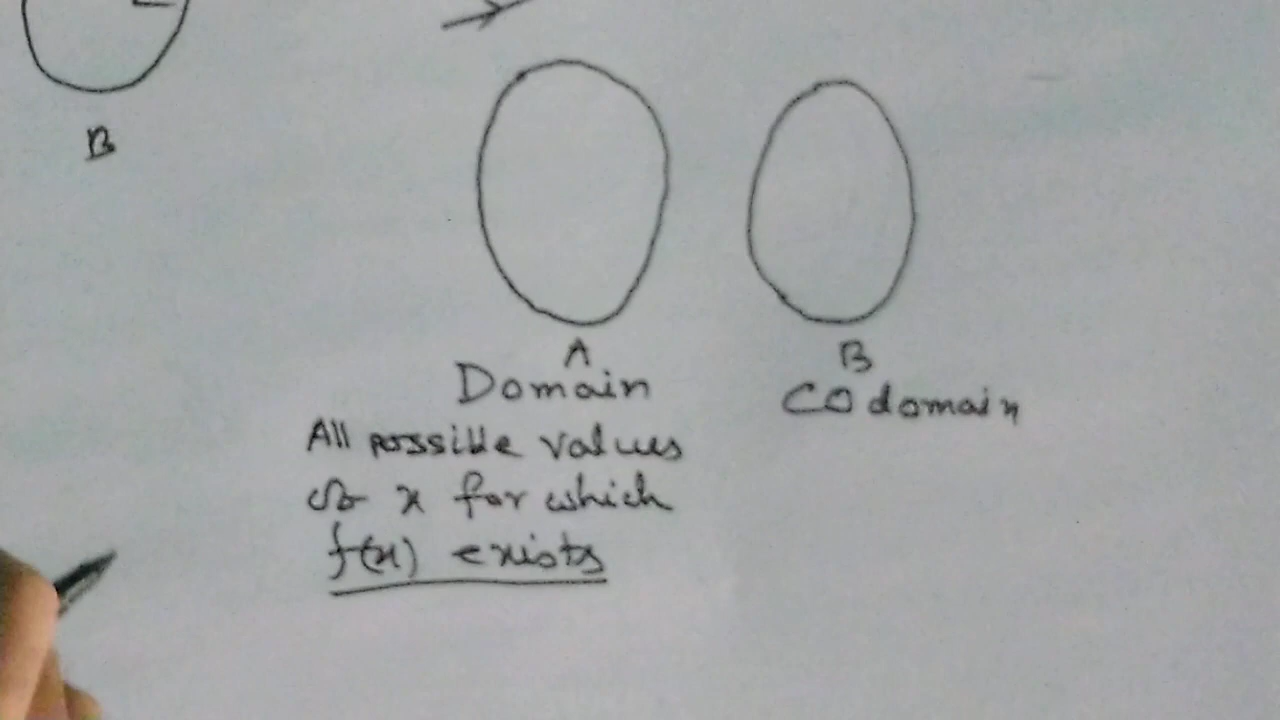 B
A
B
Domain
CO domain
All possible values
of x for which
f(x) exists